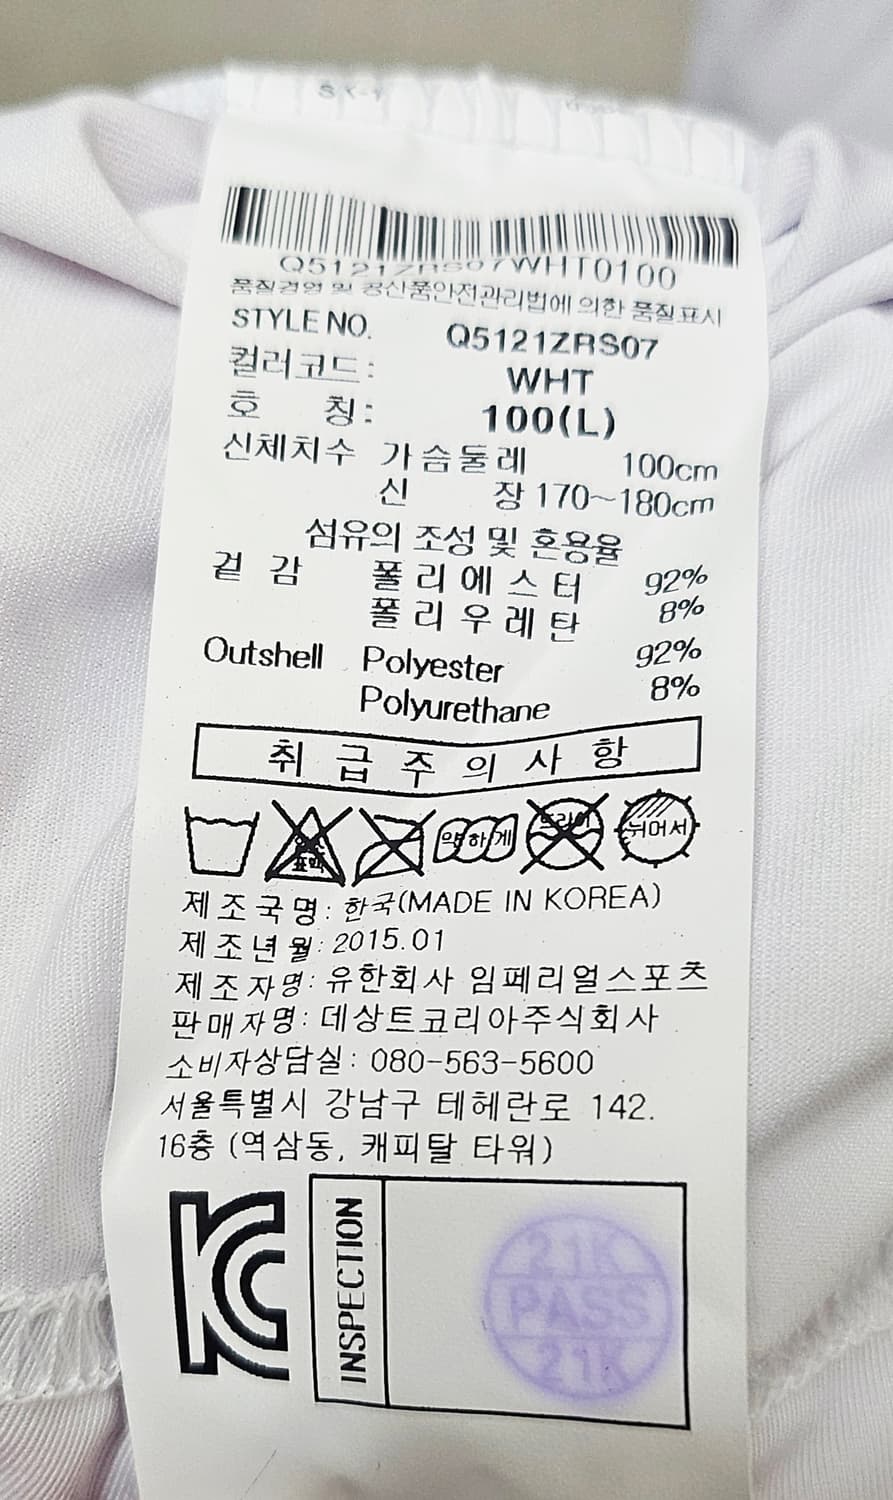 Q5121ZRS07WHT0100
품질경영 및 공산품안전관리법에 의한 품질표시
STYLE NO. Q5121ZRS07
컬러코드: WHT
호 칭: 100(L)
신체치수 가슴둘레 100cm
신 장 170~180cm
섬유의 조성 및 혼용율
겉 감 폴리에스터 92%
폴리우레탄 8%
Outshell Polyester 92%
Polyurethane 8%
취급주의사항
표백 약하게 드라이 뉘어서
제조국명: 한국(MADE IN KOREA)
제조년월: 2015.01
제조자명: 유한회사 임페리얼스포츠
판매자명: 데상트코리아주식회사
소비자상담실: 080-563-5600
서울특별시 강남구 테헤란로 142.
16층 (역삼동, 캐피탈 타워)
KC
INSPECTION
21K
PASS
21K